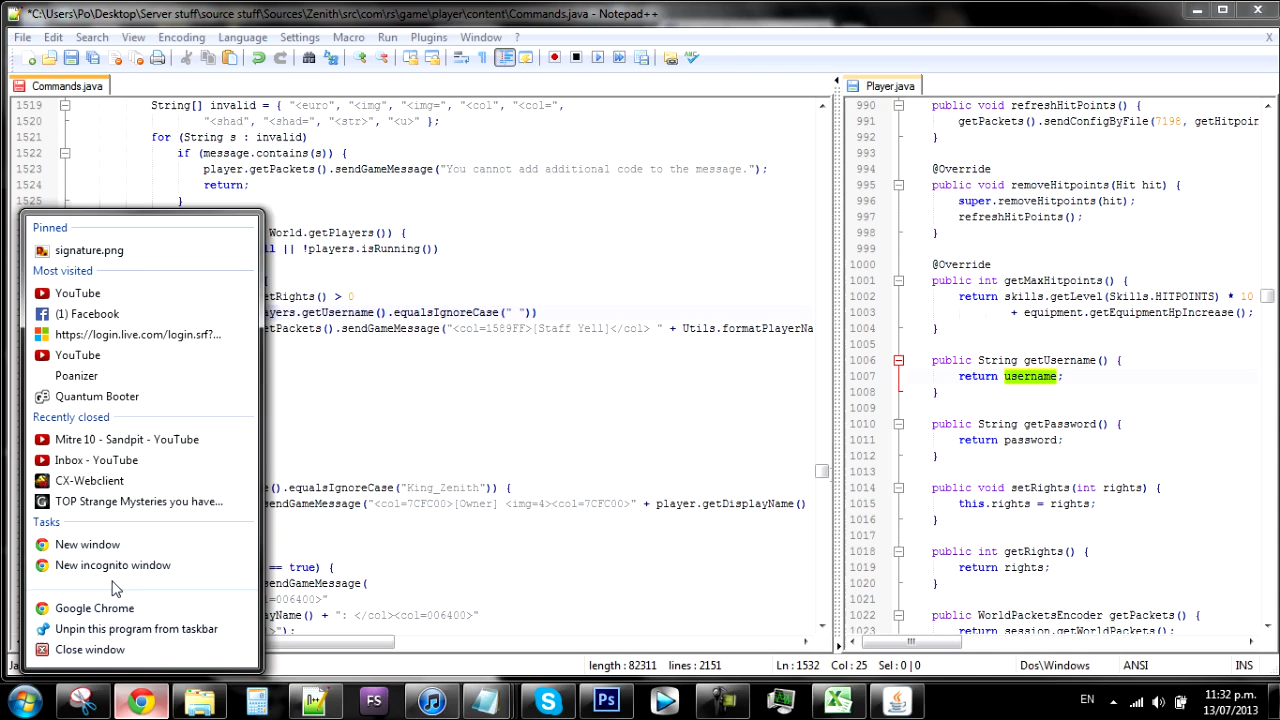 *C:\Users\Po\Desktop\Server stuff\source stuff\Sources\Zenith\src\com\rs\game\player\content\Commands.java - Notepad++
File Edit Search View Encoding Language Settings Macro Run Plugins Window ? X
Commands.java
1519 String[] invalid = { "<euro", "<img", "<img=", "<col", "<col=",
1520 "<shad", "<shad=", "<str>", "<u>" };
1521 for (String s : invalid)
1522 if (message.contains(s)) {
1523 player.getPackets().sendGameMessage("You cannot add additional code to the message.");
1524 return;
1525 }
World.getPlayers()) {
ll || !players.isRunning())
{
etRights() > 0
yers.getUsername().equalsIgnoreCase(" "))
etPackets().sendGameMessage("<col=1589FF>[Staff Yell]</col> " + Utils.formatPlayerNa
e().equalsIgnoreCase("King_Zenith")) {
sendGameMessage("<col=7CFC00>[Owner] <img=4><col=7CFC00>" + player.getDisplayName()
== true) {
sendGameMessage(
=006400>"
layName() + ": </col><col=006400>"
>");
Player.java
990 public void refreshHitPoints() {
991 getPackets().sendConfigByFile(7198, getHitpoin
992 }
993
994 @Override
995 public void removeHitpoints(Hit hit) {
996 super.removeHitpoints(hit);
997 refreshHitPoints();
998 }
999
1000 @Override
1001 public int getMaxHitpoints() {
1002 return skills.getLevel(Skills.HITPOINTS) * 10
1003 + equipment.getEquipmentHpIncrease();
1004 }
1005
1006 public String getUsername() {
1007 return username;
1008 }
1009
1010 public String getPassword() {
1011 return password;
1012 }
1013
1014 public void setRights(int rights) {
1015 this.rights = rights;
1016 }
1017
1018 public int getRights() {
1019 return rights;
1020 }
1021
1022 public WorldPacketsEncoder getPackets() {
1023 return session.getWorldPackets();
Pinned
signature.png
Most visited
YouTube
(1) Facebook
https://login.live.com/login.srf?...
YouTube
Poanizer
Quantum Booter
Recently closed
Mitre 10 - Sandpit - YouTube
Inbox - YouTube
CX-Webclient
TOP Strange Mysteries you have...
Tasks
New window
New incognito window
Google Chrome
Unpin this program from taskbar
Close window
length : 82311 lines : 2151 Ln : 1532 Col : 25 Sel : 0 | 0 Dos\Windows ANSI INS
FS Ps EN
11:32 p.m.
13/07/2013